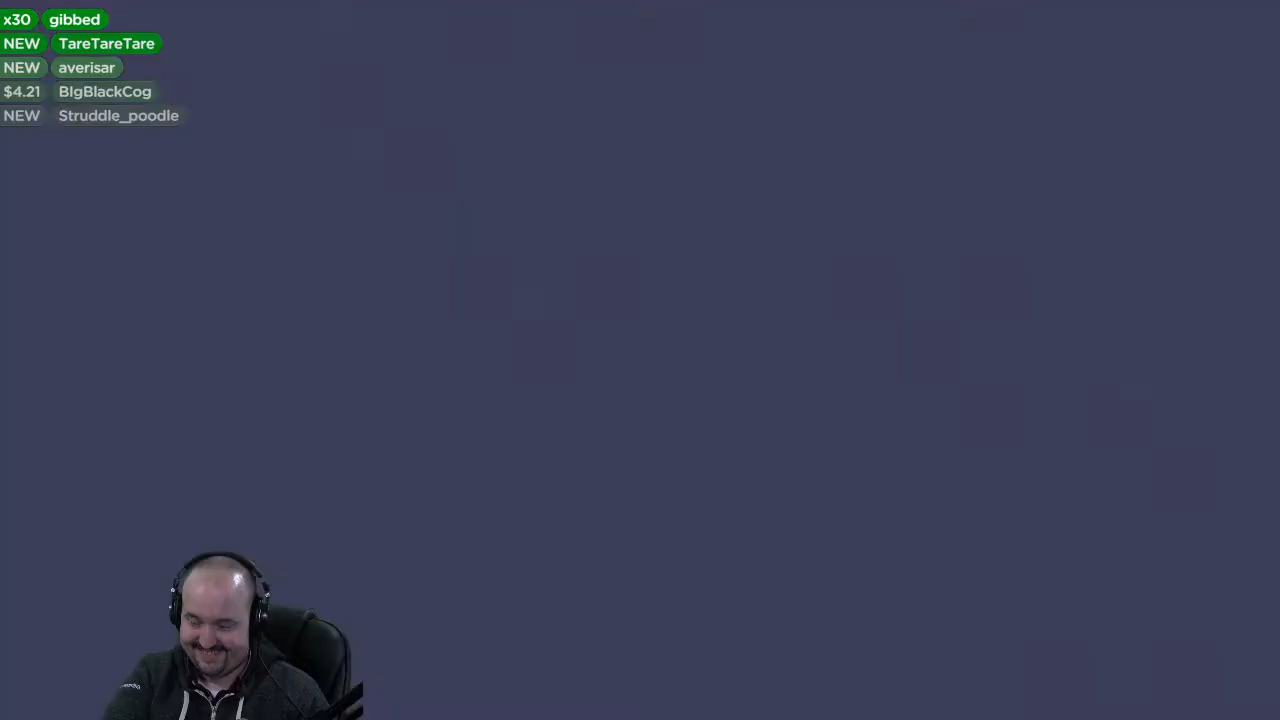 x30 gibbed
NEW TareTareTare
NEW averisar
$4.21 BIgBlackCog
NEW Struddle_poodle